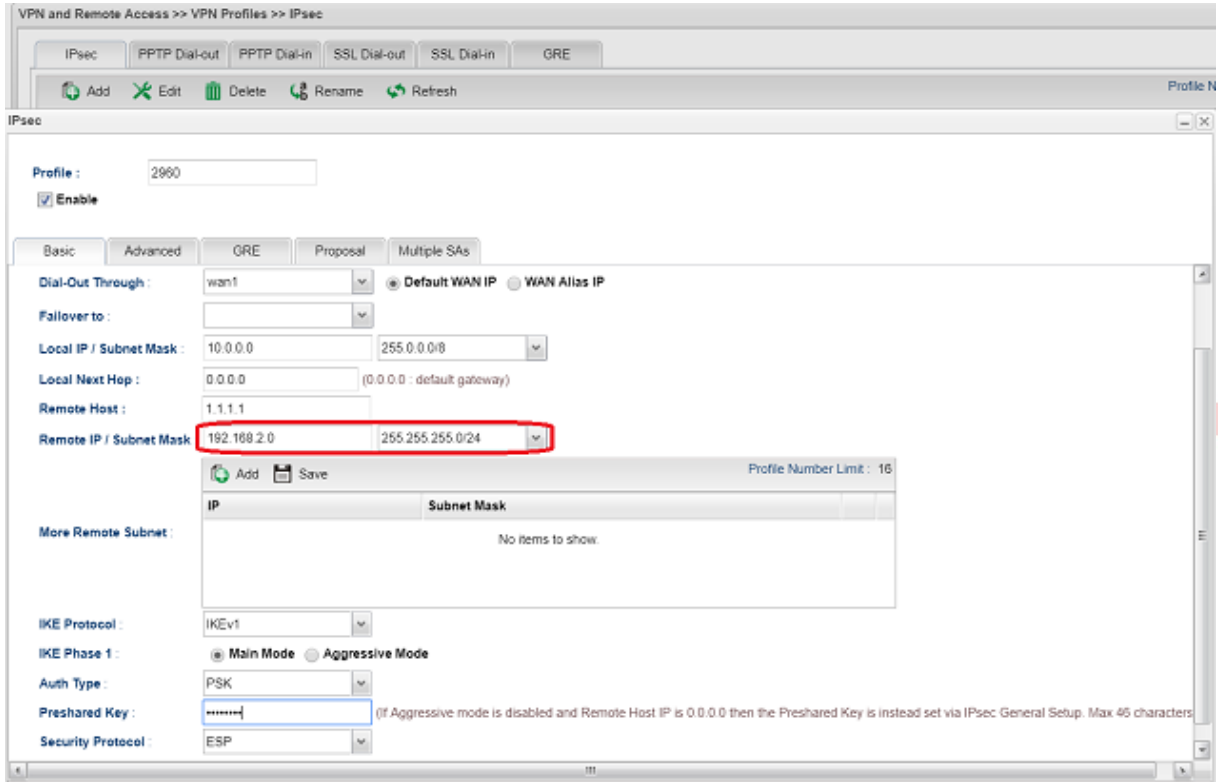 VPN and Remote Access >> VPN Profiles >> IPsec
IPsec PPTP Dial-out PPTP Dial-in SSL Dial-out SSL Dial-in GRE
Add Edit Delete Rename Refresh Profile N
IPsec
Profile : 2960
Enable
Basic Advanced GRE Proposal Multiple SAs
Dial-Out Through : wan1 Default WAN IP WAN Alias IP
Failover to :
Local IP / Subnet Mask : 10.0.0.0 255.0.0.0/8
Local Next Hop : 0.0.0.0 (0.0.0.0 : default gateway)
Remote Host : 1.1.1.1
Remote IP / Subnet Mask 192.168.2.0 255.255.255.0/24
Add Save Profile Number Limit : 16
IP Subnet Mask
More Remote Subnet : No items to show.
IKE Protocol : IKEv1
IKE Phase 1 : Main Mode Aggressive Mode
Auth Type : PSK
Preshared Key : •••••••• (If Aggressive mode is disabled and Remote Host IP is 0.0.0.0 then the Preshared Key is instead set via IPsec General Setup. Max 46 characters
Security Protocol : ESP